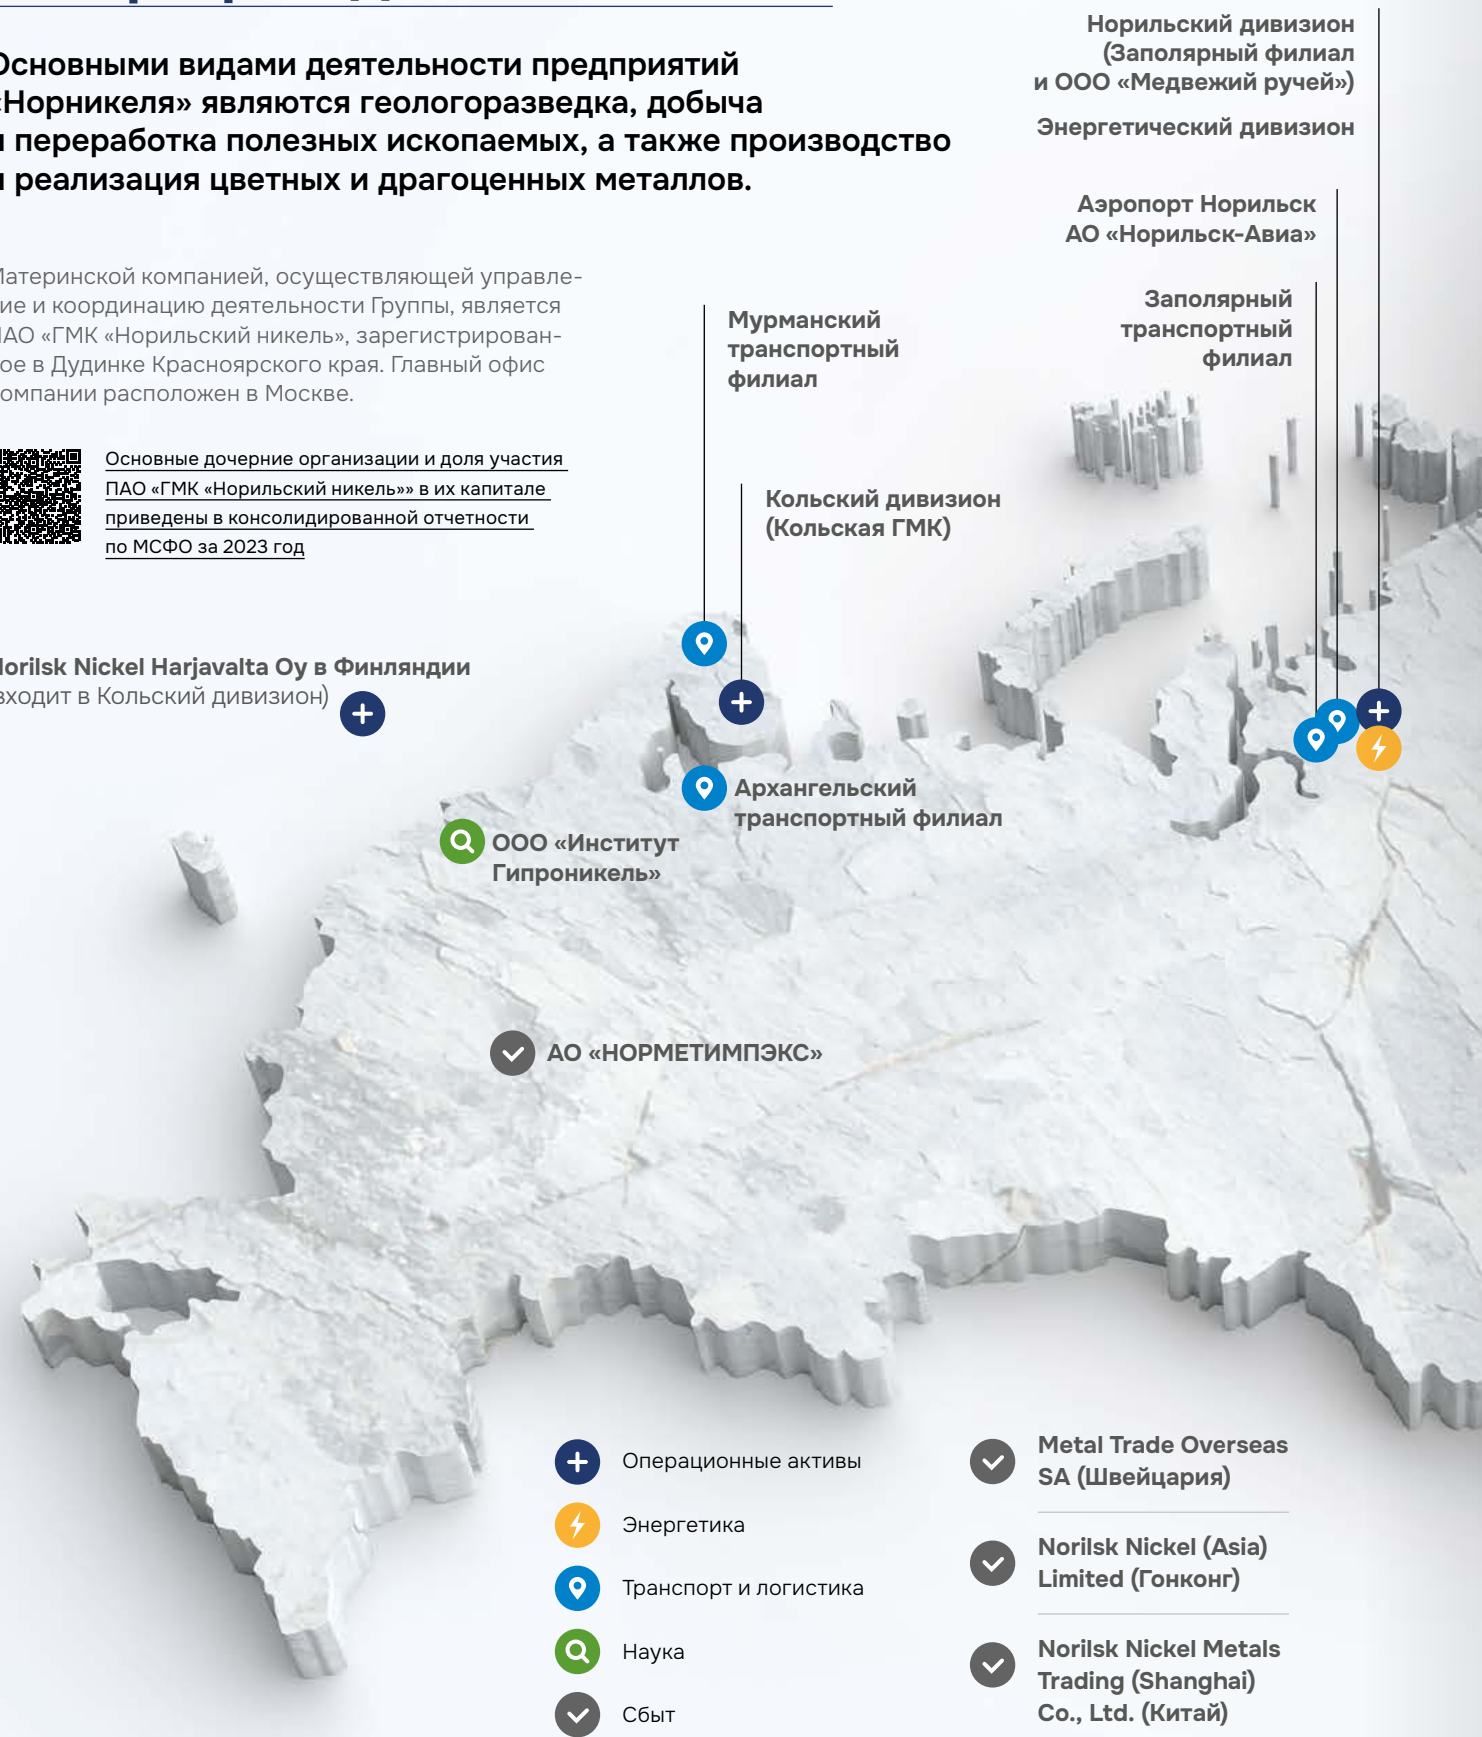 Основными видами деятельности предприятий
«Норникеля» являются геологоразведка, добыча
и переработка полезных ископаемых, а также производство
и реализация цветных и драгоценных металлов.
Материнской компанией, осуществляющей управле-
ие и координацию деятельности Группы, является
ПАО «ГМК «Норильский никель», зарегистрирован-
ое в Дудинке Красноярского края. Главный офис
омпании расположен в Москве.
Основные дочерние организации и доля участия
ПАО «ГМК «Норильский никель»» в их капитале
приведены в консолидированной отчетности
по МСФО за 2023 год
Норильский дивизион
(Заполярный филиал
и ООО «Медвежий ручей»)
Энергетический дивизион
Аэропорт Норильск
АО «Норильск-Авиа»
Заполярный
транспортный
филиал
Мурманский
транспортный
филиал
Кольский дивизион
(Кольская ГМК)
Norilsk Nickel Harjavalta Oy в Финляндии
входит в Кольский дивизион)
Архангельский
транспортный филиал
ООО «Институт
Гипроникель»
АО «НОРМЕТИМПЭКС»
Операционные активы
Энергетика
Транспорт и логистика
Наука
Сбыт
Metal Trade Overseas
SA (Швейцария)
Norilsk Nickel (Asia)
Limited (Гонконг)
Norilsk Nickel Metals
Trading (Shanghai)
Co., Ltd. (Китай)